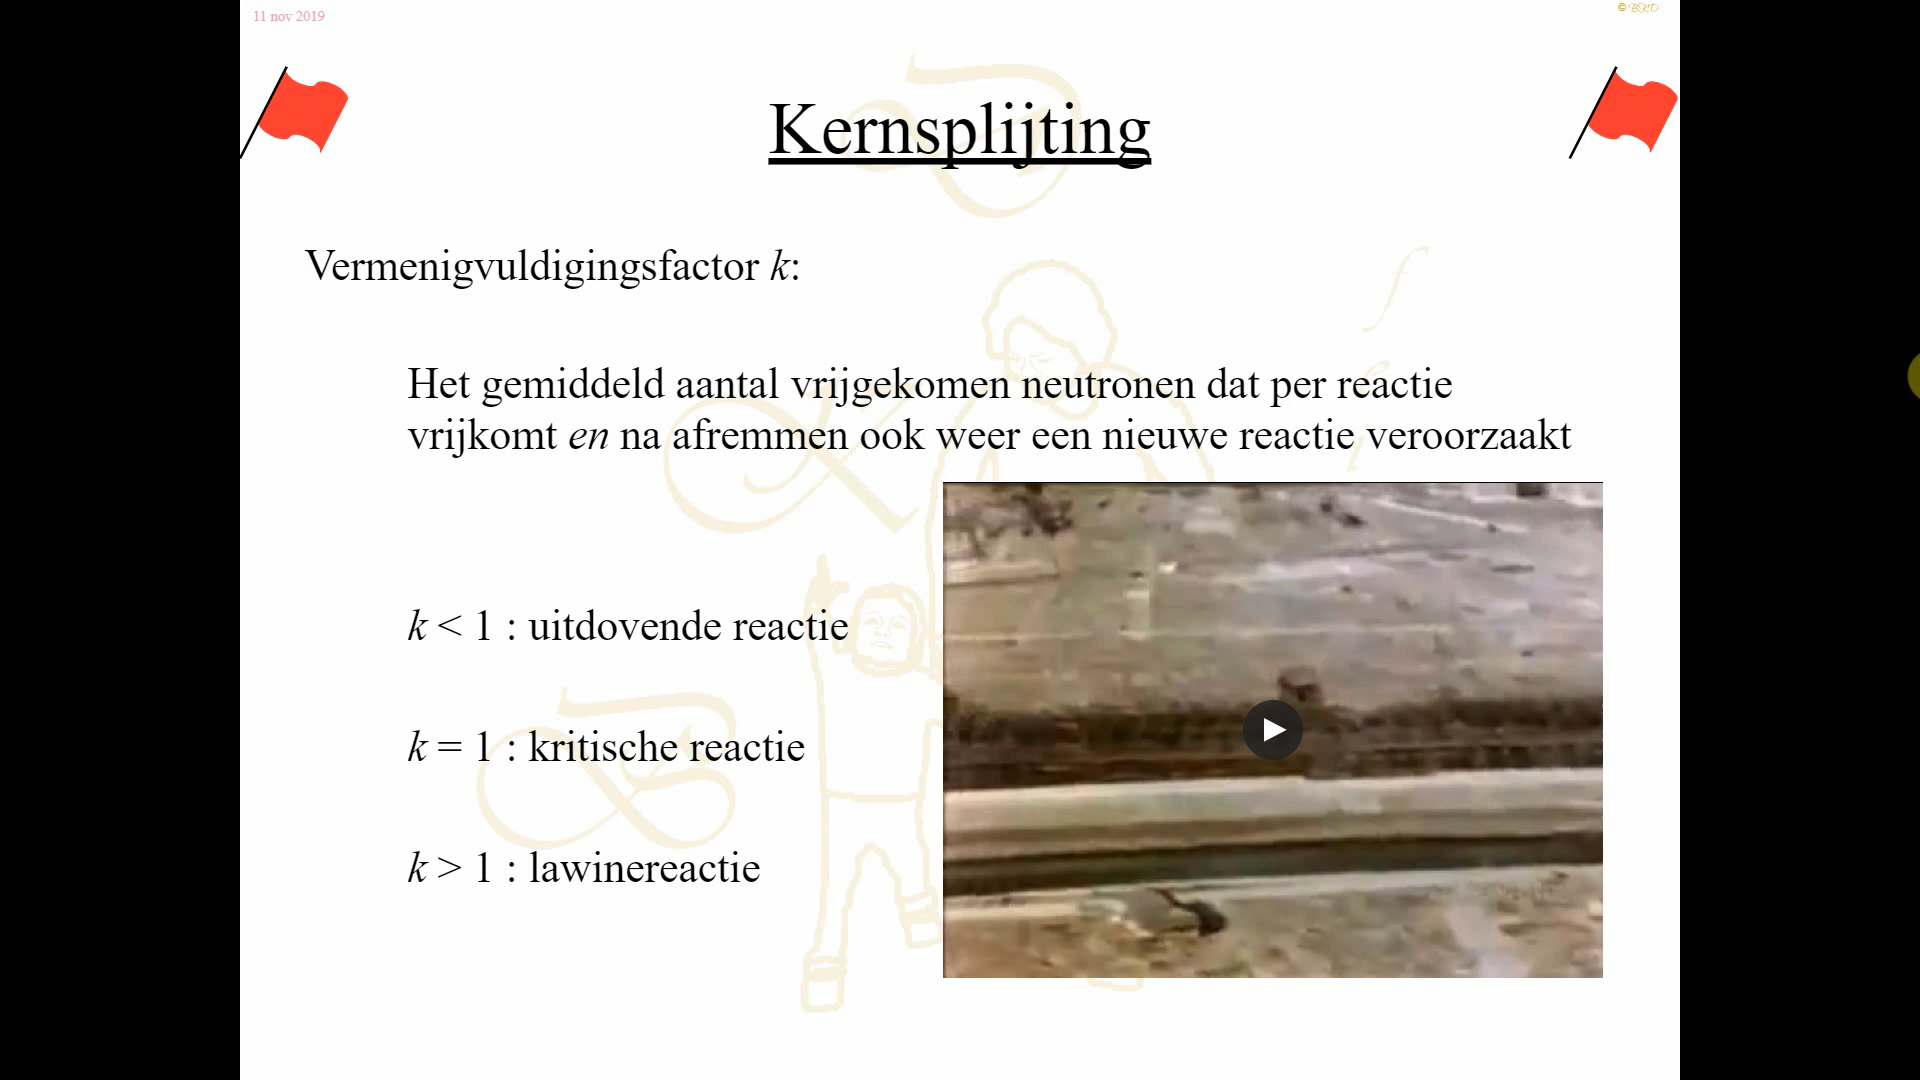 11 nov 2019
© BKD
Kernsplijting
Vermenigvuldigingsfactor k:
Het gemiddeld aantal vrijgekomen neutronen dat per reactie
vrijkomt en na afremmen ook weer een nieuwe reactie veroorzaakt
k < 1 : uitdovende reactie
k = 1 : kritische reactie
k > 1 : lawinereactie